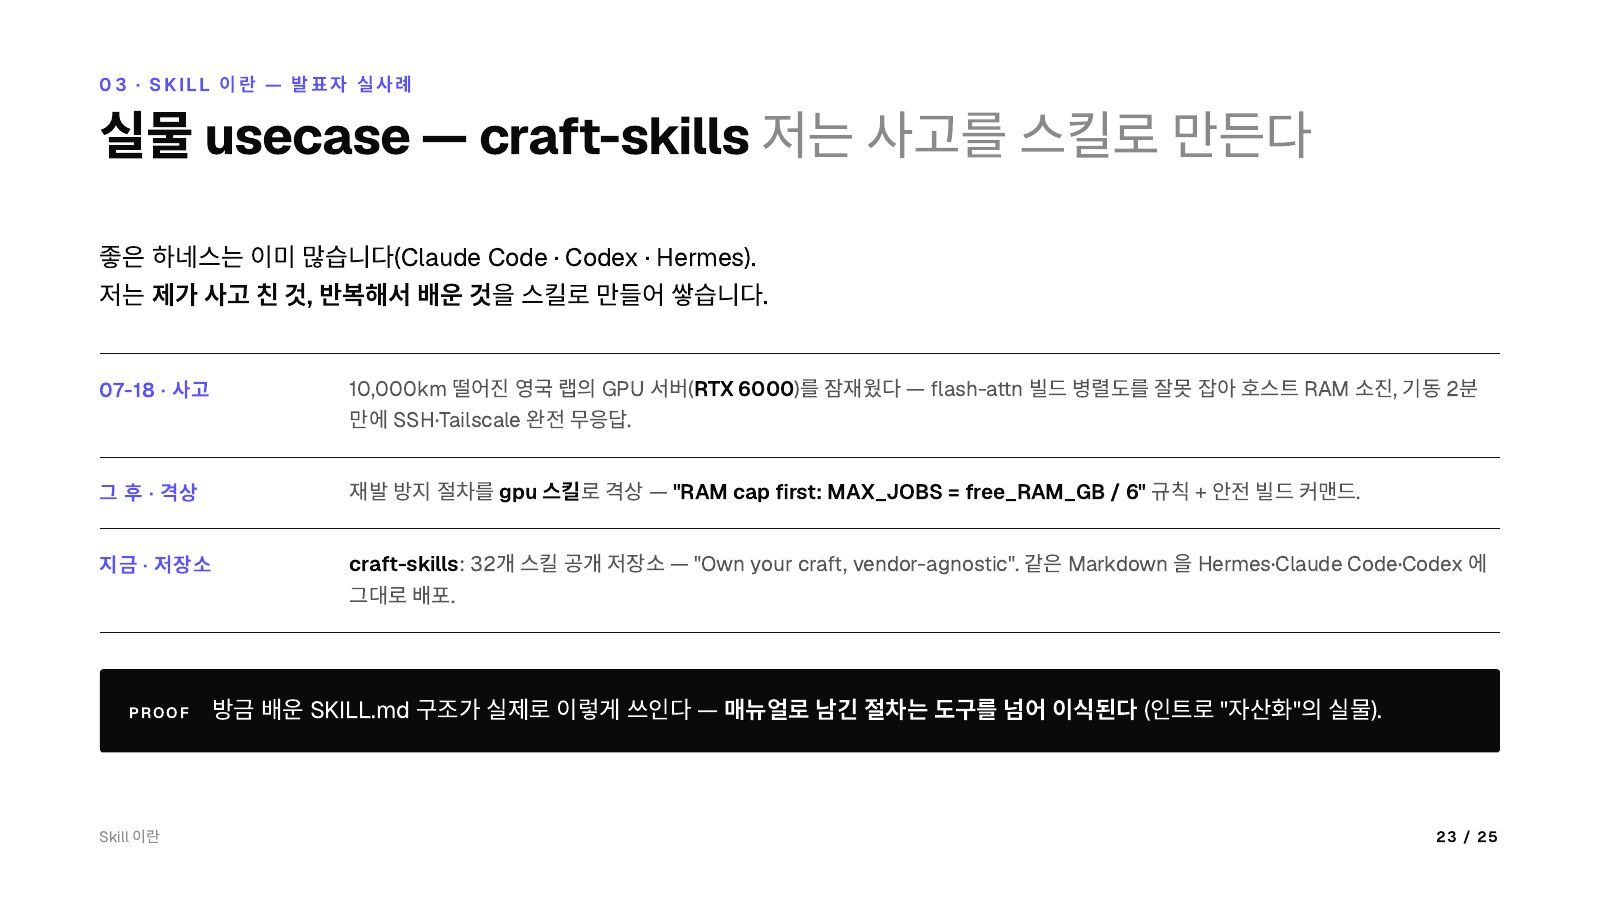 03 · SKILL 이란 — 발표자 실사례
실물 usecase — craft-skills 저는 사고를 스킬로 만든다
좋은 하네스는 이미 많습니다(Claude Code · Codex · Hermes).
저는 제가 사고 친 것, 반복해서 배운 것을 스킬로 만들어 쌓습니다.
07-18 · 사고
10,000km 떨어진 영국 랩의 GPU 서버(RTX 6000)를 잠재웠다 — flash-attn 빌드 병렬도를 잘못 잡아 호스트 RAM 소진, 기동 2분
만에 SSH·Tailscale 완전 무응답.
그 후 · 격상
재발 방지 절차를 gpu 스킬로 격상 — "RAM cap first: MAX_JOBS = free_RAM_GB / 6" 규칙 + 안전 빌드 커맨드.
지금 · 저장소
craft-skills: 32개 스킬 공개 저장소 — "Own your craft, vendor-agnostic". 같은 Markdown 을 Hermes·Claude Code·Codex 에
그대로 배포.
PROOF 방금 배운 SKILL.md 구조가 실제로 이렇게 쓰인다 — 매뉴얼로 남긴 절차는 도구를 넘어 이식된다 (인트로 "자산화"의 실물).
Skill 이란
23 / 25